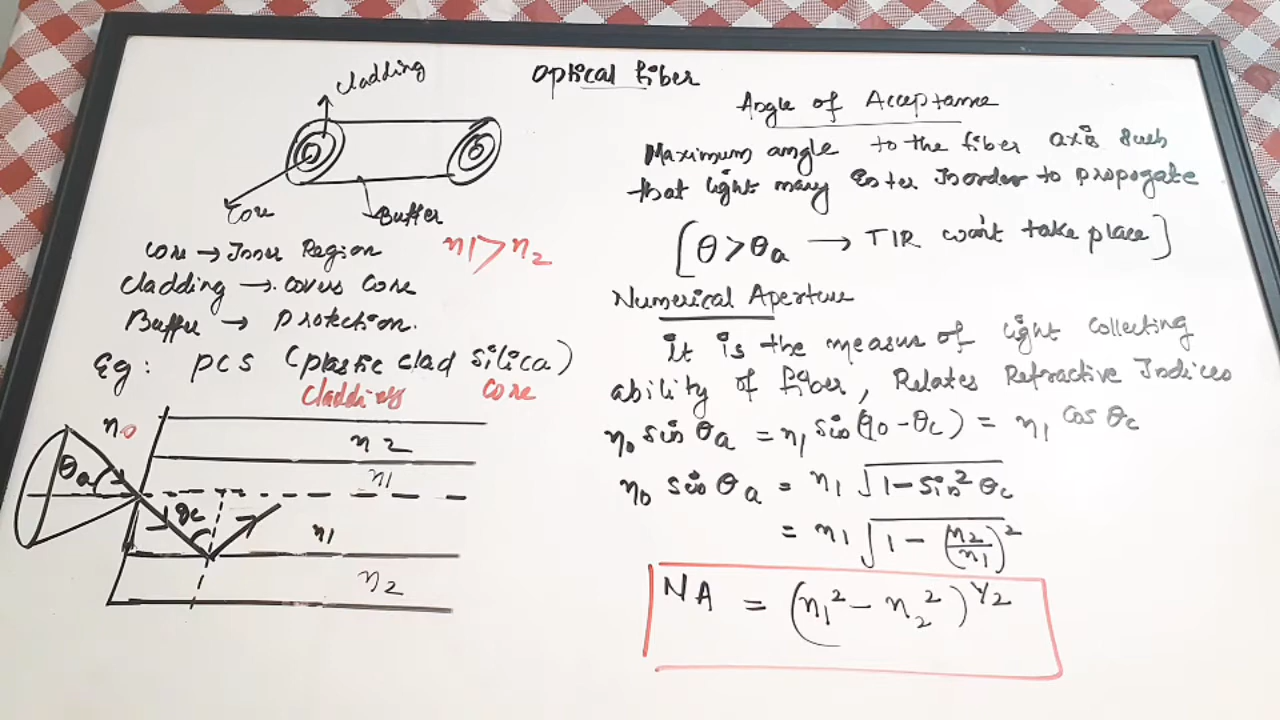 Optical fiber
cladding
Core
Buffer
n1 > n2
Core → Inner Region
Cladding → covers Core
Buffer → Protection.
Eg: PCS (plastic clad silica)
Cladding core
n0
n2
n1
θa
θc
n1
n2
Angle of Acceptance
Maximum angle to the fiber axis such
that light may Enter Inorder to propogate
[θ > θa → TIR won't take place]
Numerical Aperture
it is the measure of light collecting
ability of fiber, Relates Refractive Indices
n0 sin θa = n1 sin(90 - θc) = n1 cos θc
n0 sin θa = n1 √(1 - sin² θc)
= n1 √(1 - (n2/n1)²)
NA = (n1² - n2²)^1/2